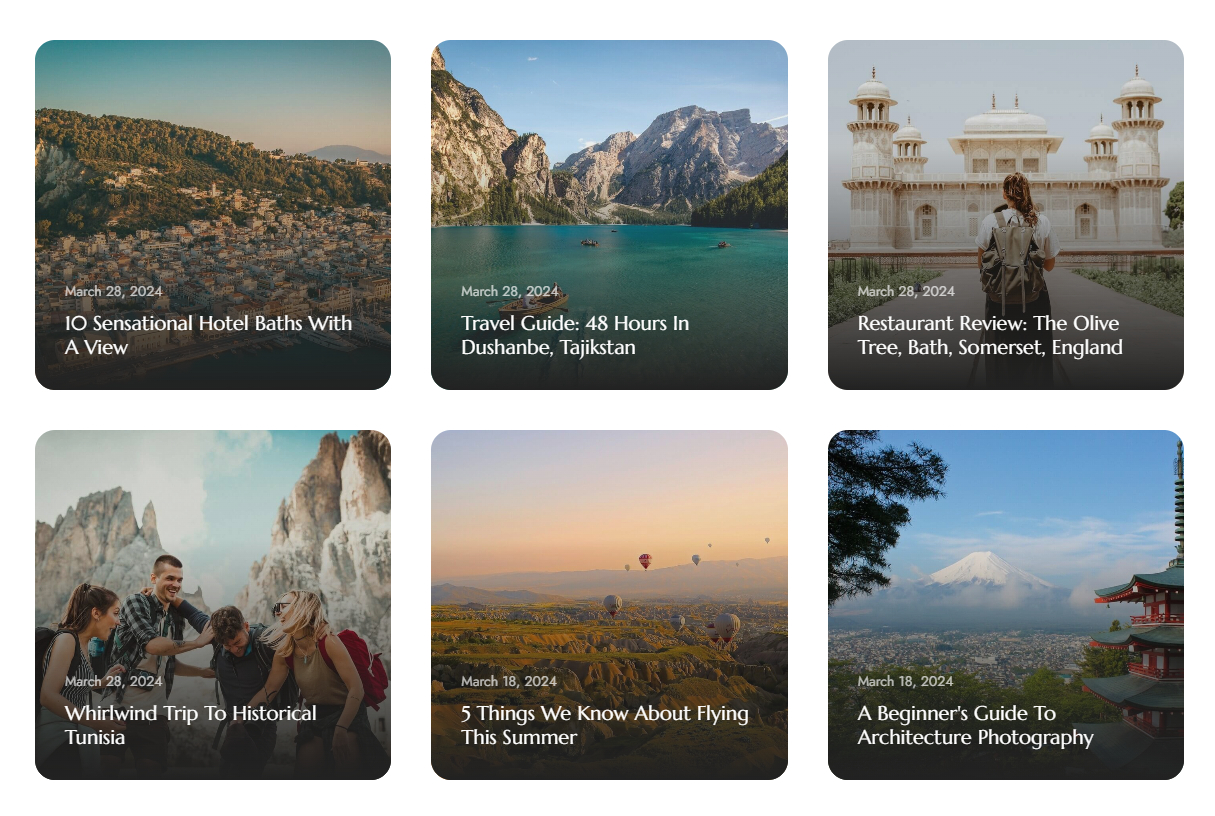 March 28, 2024
10 Sensational Hotel Baths With
A View
March 28, 2024
Travel Guide: 48 Hours In
Dushanbe, Tajikstan
March 28, 2024
Restaurant Review: The Olive
Tree, Bath, Somerset, England
March 28, 2024
Whirlwind Trip To Historical
Tunisia
March 18, 2024
5 Things We Know About Flying
This Summer
March 18, 2024
A Beginner's Guide To
Architecture Photography